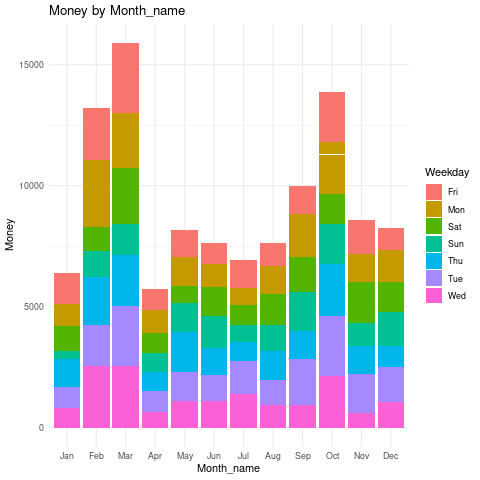 Money by Month_name
Money
15000
10000
5000
0
Jan Feb Mar Apr May Jun Jul Aug Sep Oct Nov Dec
Month_name
Weekday
Fri
Mon
Sat
Sun
Thu
Tue
Wed